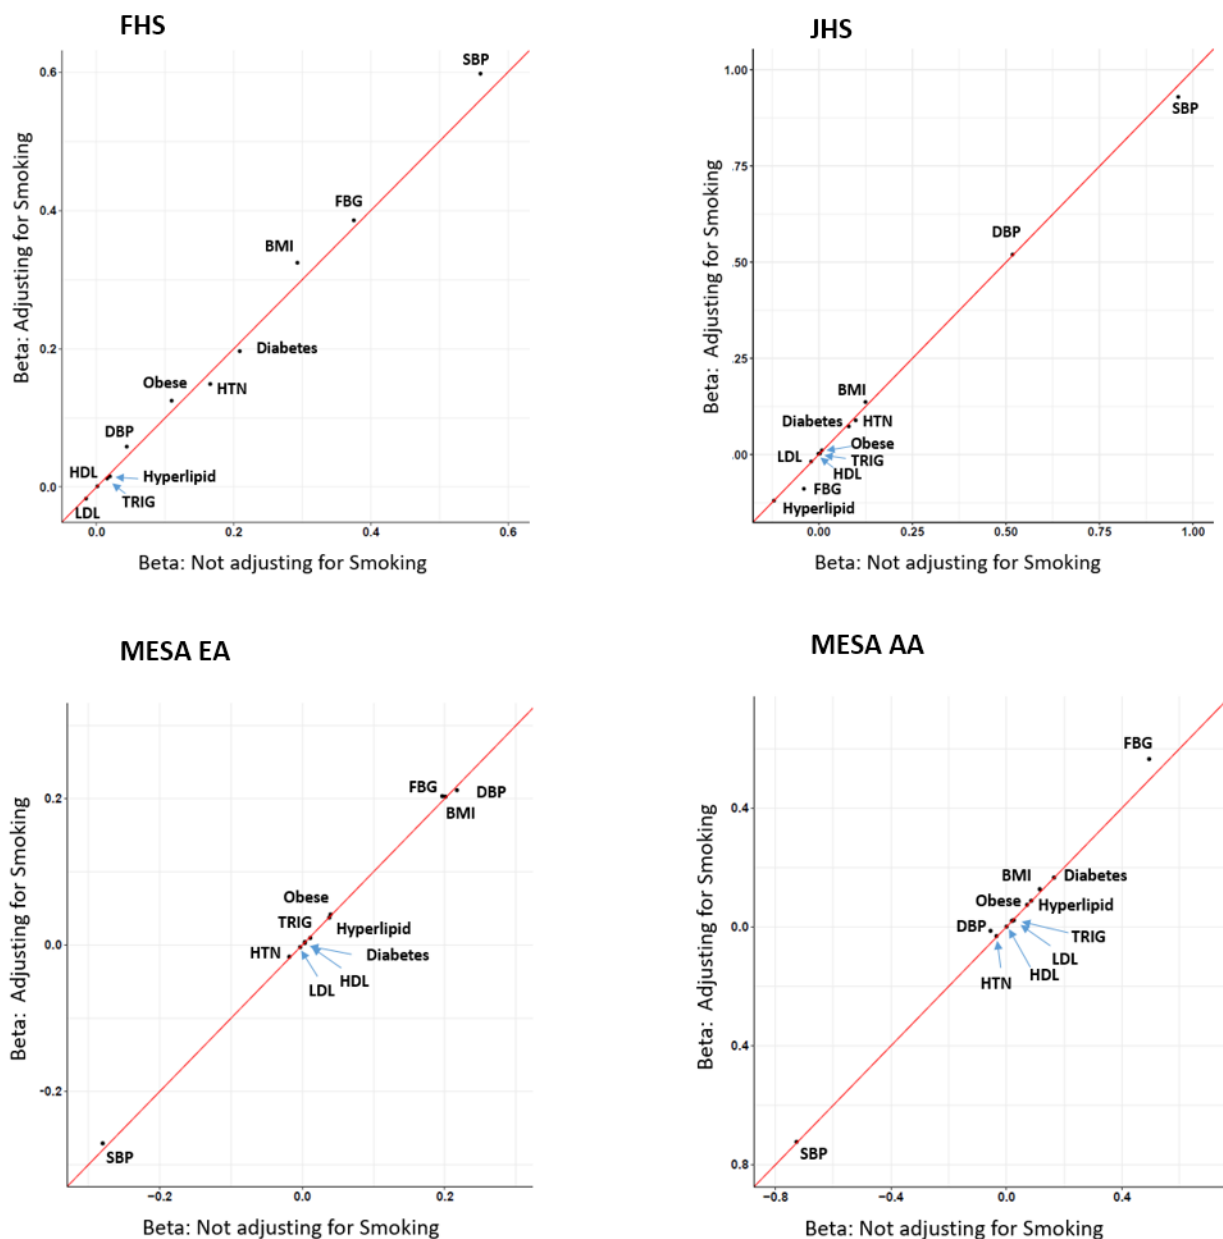 FHS
Beta: Adjusting for Smoking
0.6
0.4
0.2
0.0
SBP
FBG
BMI
Diabetes
Obese
HTN
DBP
HDL
Hyperlipid
TRIG
LDL
0.0 0.2 0.4 0.6
Beta: Not adjusting for Smoking
JHS
Beta: Adjusting for Smoking
1.00
0.75
.50
.25
.00
SBP
DBP
BMI
Diabetes
HTN
Obese
LDL
TRIG
HDL
FBG
Hyperlipid
0.00 0.25 0.50 0.75 1.00
Beta: Not adjusting for Smoking
MESA EA
Beta: Adjusting for Smoking
0.2
0.0
-0.2
FBG
DBP
BMI
Obese
TRIG
Hyperlipid
HTN
Diabetes
HDL
LDL
SBP
-0.2 0.0 0.2
Beta: Not adjusting for Smoking
MESA AA
Beta: Adjusting for Smoking
0.4
0.0
0.4
0.8
FBG
BMI
Diabetes
Obese
Hyperlipid
DBP
TRIG
LDL
HDL
HTN
SBP
-0.8 -0.4 0.0 0.4
Beta: Not adjusting for Smoking